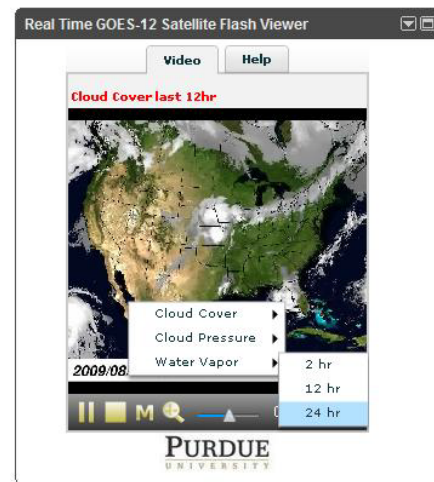 Real Time GOES-12 Satellite Flash Viewer
Video Help
Cloud Cover last 12hr
Cloud Cover
Cloud Pressure
Water Vapor
2 hr
12 hr
24 hr
2009/08
M
PURDUE
UNIVERSITY